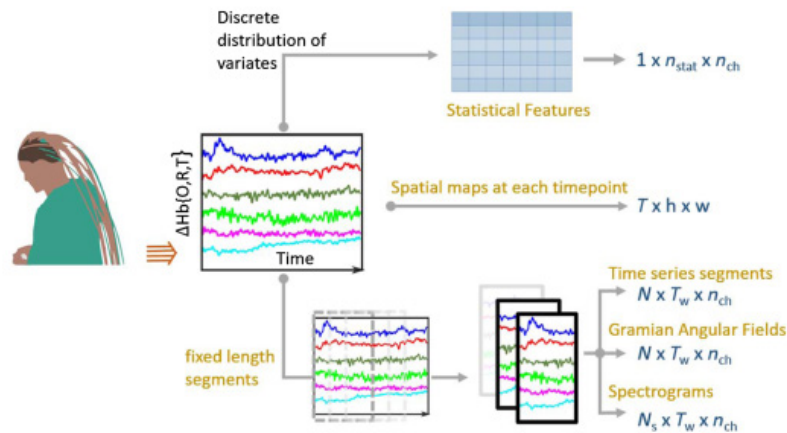 Discrete
distribution of
variates
Statistical Features
1 x n_stat x n_ch
ΔHb{O,R,T}
Time
Spatial maps at each timepoint
T x h x w
fixed length
segments
Time series segments
N x T_w x n_ch
Gramian Angular Fields
N x T_w x n_ch
Spectrograms
N_s x T_w x n_ch